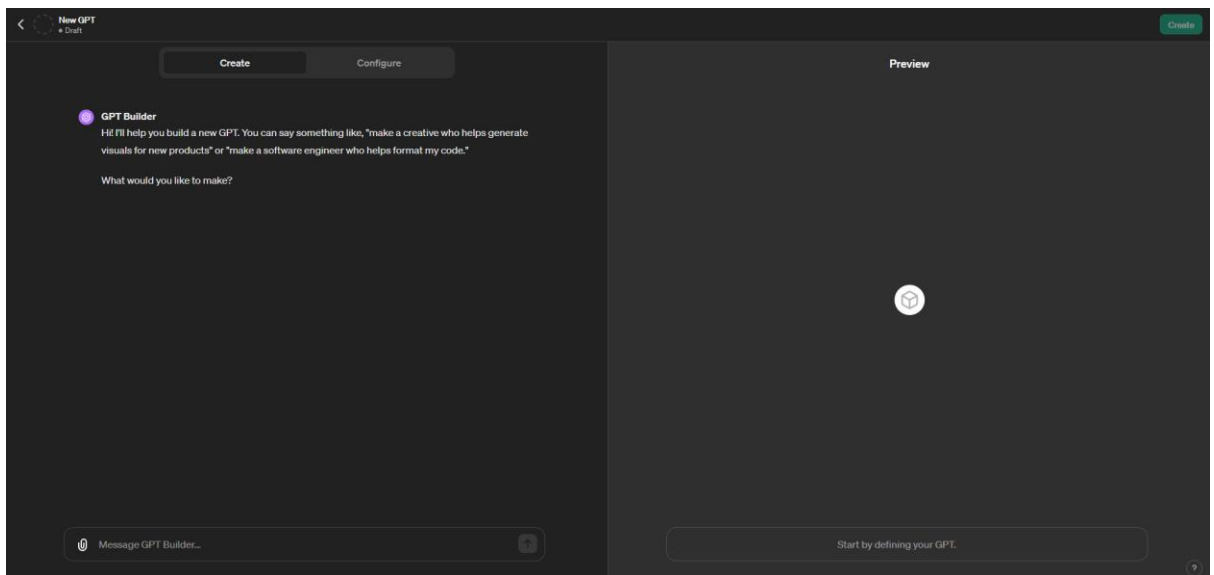 New GPT
• Draft
Create
Create
Configure
Preview
GPT Builder
Hi! I'll help you build a new GPT. You can say something like, "make a creative who helps generate
visuals for new products" or "make a software engineer who helps format my code."
What would you like to make?
Message GPT Builder...
Start by defining your GPT.
?